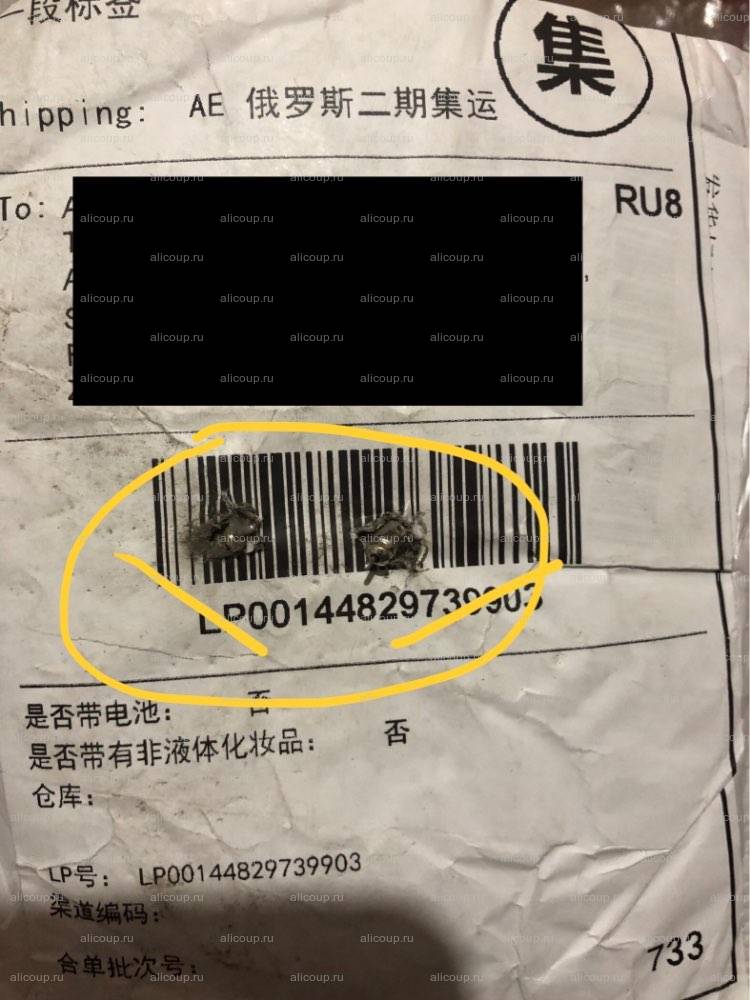 一段标签
集
hipping: AE 俄罗斯二期集运
To: A
RU8
LP00144829739903
是否带电池: 否
是否带有非液体化妆品: 否
仓库:
LP号: LP00144829739903
渠道编码:
含单批次号:
733
alicoup.ru